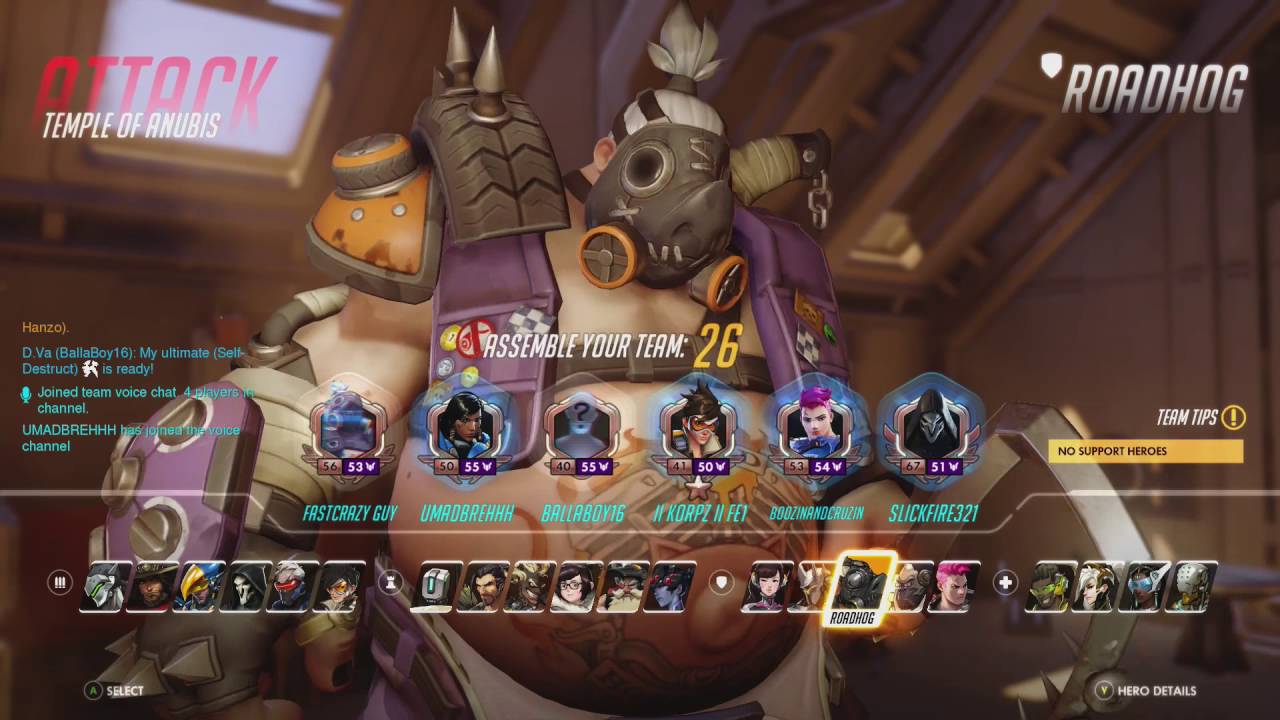 ATTACK
TEMPLE OF ANUBIS
ROADHOG
Hanzo).
D.Va (BallaBoy16): My ultimate (Self-
Destruct) is ready!
Joined team voice chat 4 players in
channel.
UMADBREHHH has joined the voice
channel
ASSEMBLE YOUR TEAM: 26
TEAM TIPS
NO SUPPORT HEROES
56 53 50 55 ? 40 55 41 50 53 54 67 51
FASTCRAZY GUY UMADBREHHH BALLABOY16 II KORPZ II FE1 BOOZINANDCRUZIN SLICKFIRE321
ROADHOG
A SELECT
Y HERO DETAILS